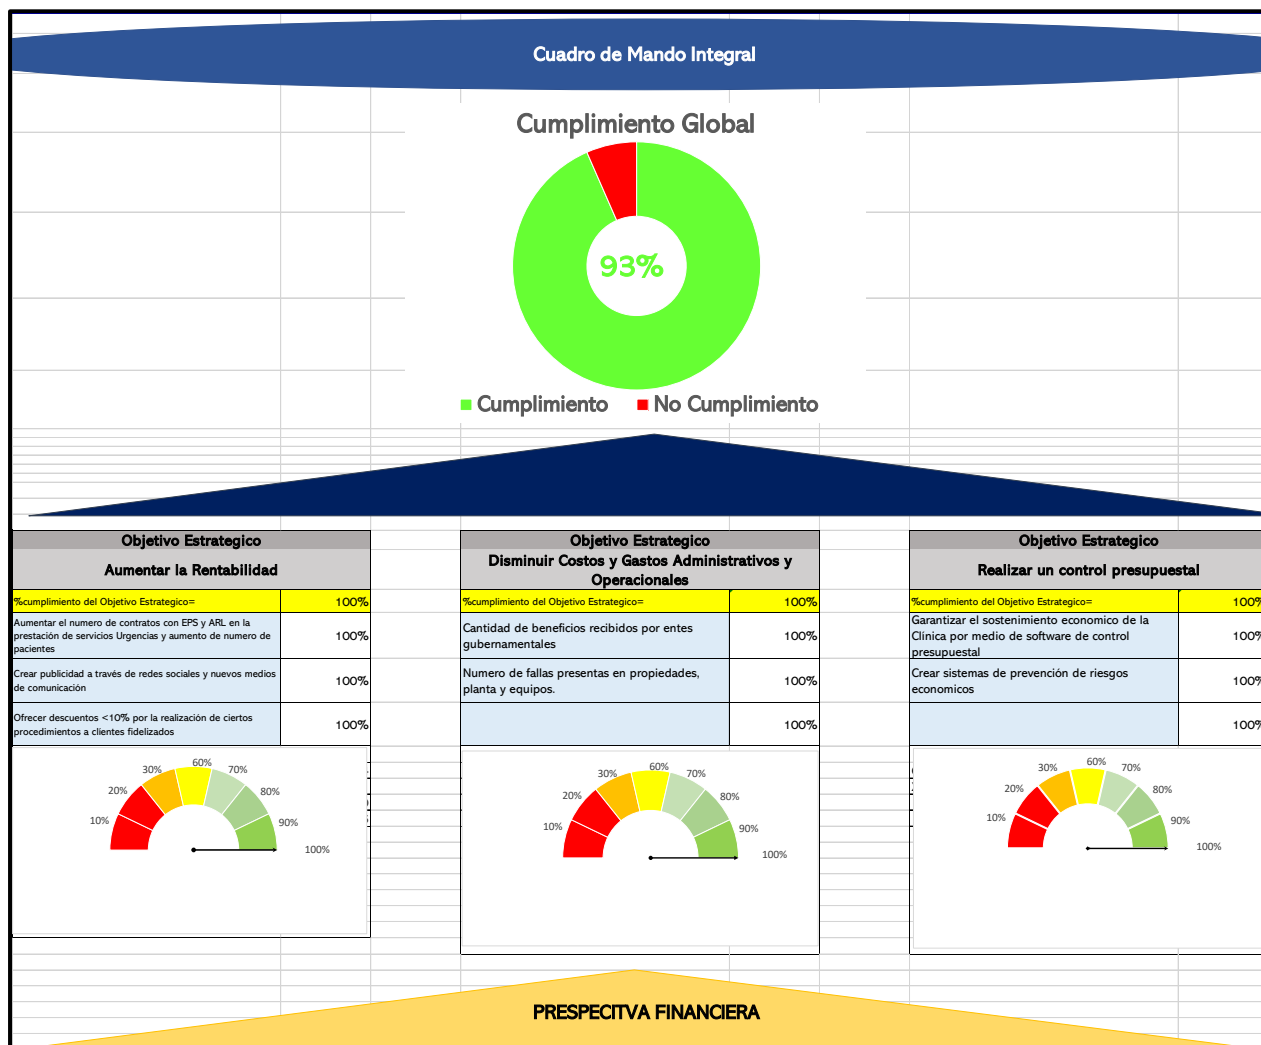 Cuadro de Mando Integral
Cumplimiento Global
93%
Cumplimiento
No Cumplimiento
Objetivo Estrategico
Aumentar la Rentabilidad
%cumplimiento del Objetivo Estrategico=
100%
Aumentar el numero de contratos con EPS y ARL en la
prestación de servicios Urgencias y aumento de numero de
pacientes
100%
Crear publicidad a través de redes sociales y nuevos medios
de comunicación
100%
Ofrecer descuentos <10% por la realización de ciertos
procedimientos a clientes fidelizados
100%
10%
20%
30%
60%
70%
80%
90%
100%
Objetivo Estrategico
Disminuir Costos y Gastos Administrativos y
Operacionales
%cumplimiento del Objetivo Estrategico=
100%
Cantidad de beneficios recibidos por entes
gubernamentales
100%
Numero de fallas presentas en propiedades,
planta y equipos.
100%
100%
10%
20%
30%
60%
70%
80%
90%
100%
Objetivo Estrategico
Realizar un control presupuestal
%cumplimiento del Objetivo Estrategico=
100%
Garantizar el sostenimiento economico de la
Clínica por medio de software de control
presupuestal
100%
Crear sistemas de prevención de riesgos
economicos
100%
100%
10%
20%
30%
60%
70%
80%
90%
100%
PRESPECITVA FINANCIERA